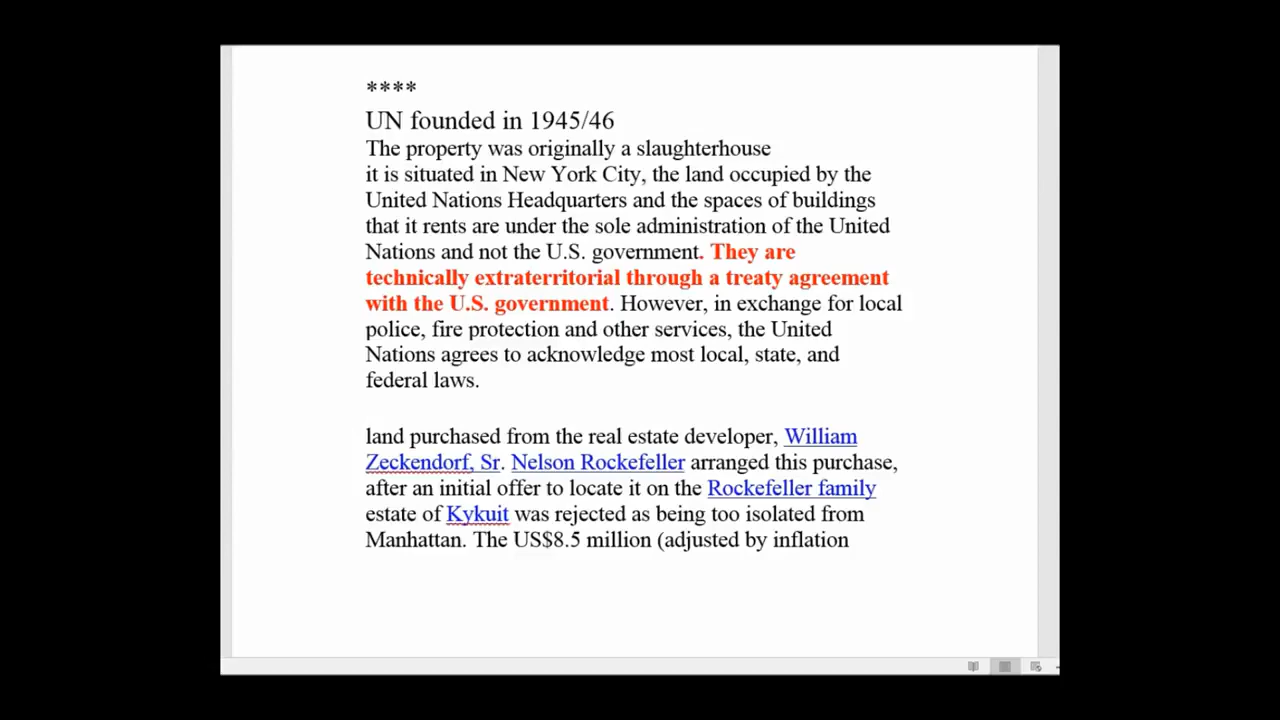 ****
UN founded in 1945/46
The property was originally a slaughterhouse
it is situated in New York City, the land occupied by the
United Nations Headquarters and the spaces of buildings
that it rents are under the sole administration of the United
Nations and not the U.S. government. They are
technically extraterritorial through a treaty agreement
with the U.S. government. However, in exchange for local
police, fire protection and other services, the United
Nations agrees to acknowledge most local, state, and
federal laws.
land purchased from the real estate developer, William
Zeckendorf, Sr. Nelson Rockefeller arranged this purchase,
after an initial offer to locate it on the Rockefeller family
estate of Kykuit was rejected as being too isolated from
Manhattan. The US$8.5 million (adjusted by inflation